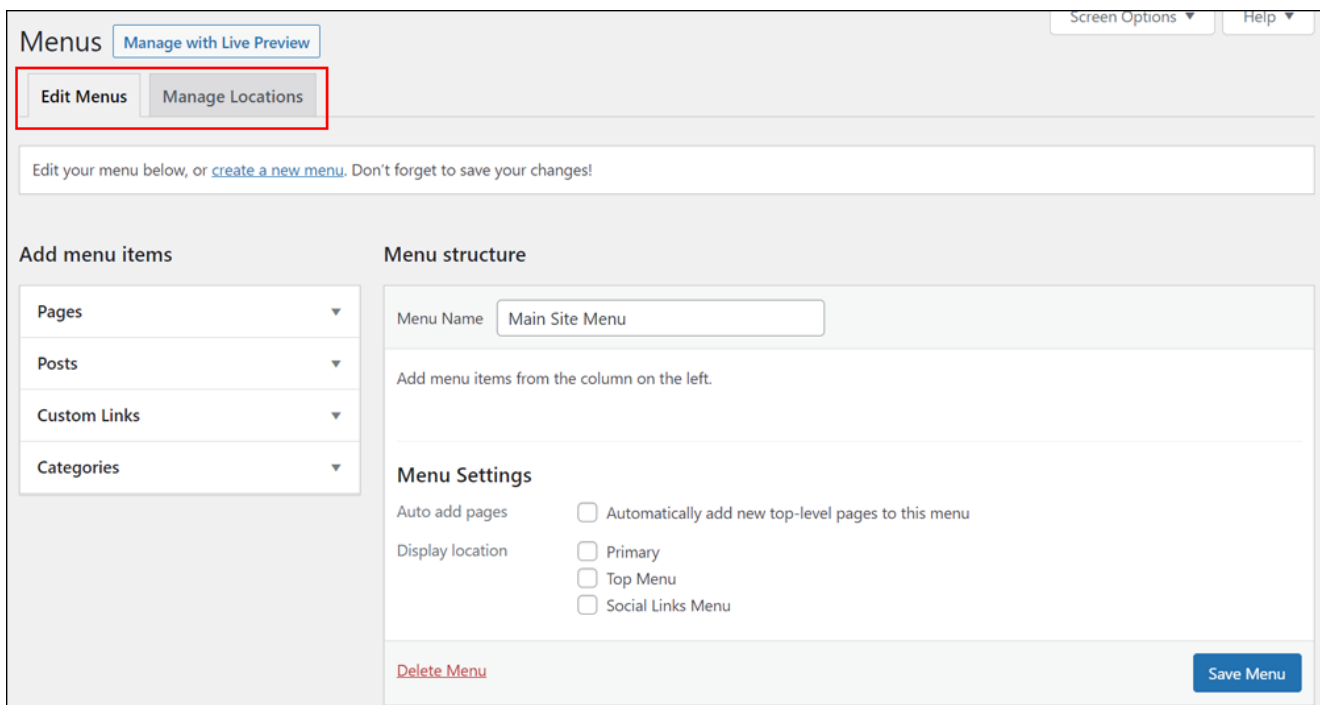 Screen Options ▼ Help ▼
Menus Manage with Live Preview
Edit Menus Manage Locations
Edit your menu below, or create a new menu. Don't forget to save your changes!
Add menu items
Pages
Posts
Custom Links
Categories
Menu structure
Menu Name Main Site Menu
Add menu items from the column on the left.
Menu Settings
Auto add pages Automatically add new top-level pages to this menu
Display location Primary
Top Menu
Social Links Menu
Delete Menu Save Menu